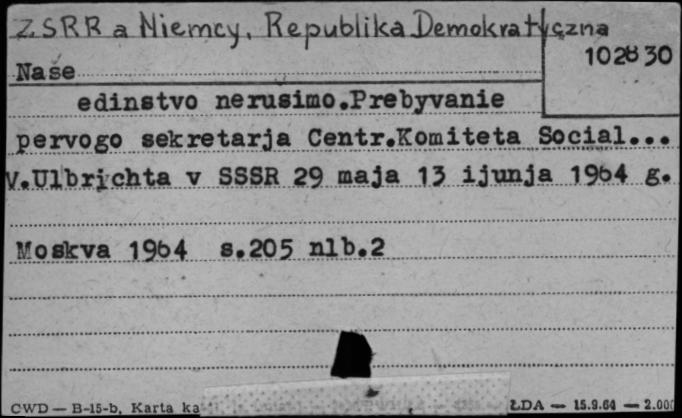 ZSRR a Niemcy, Republika Demokratyczna
102830
Naše
edinstvo nerusimo.Prebyvanie
pervogo sekretarja Centr.Komiteta Social...
V.Ulbrichta v SSSR 29 maja 13 ijunja 1964 g.
Moskva 1964 s.205 nlb.2
CWD — B-15-b, Karta ka
ŁDA — 15.9.64 — 2.000